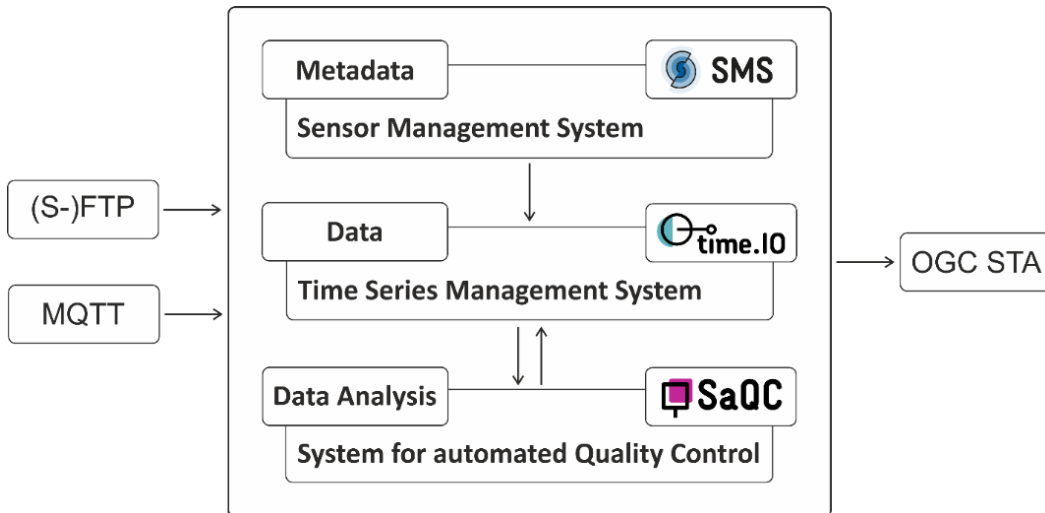 Metadata
SMS
Sensor Management System
(S-)FTP
Data
time.IO
Time Series Management System
OGC STA
MQTT
Data Analysis
SaQC
System for automated Quality Control